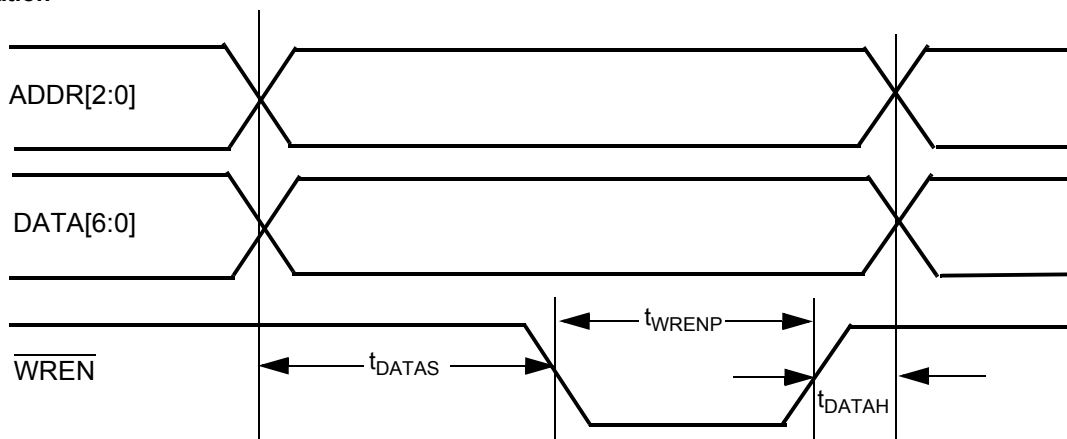 ADDR[2:0]
DATA[6:0]
tWRENP
WREN
tDATAS
tDATAH